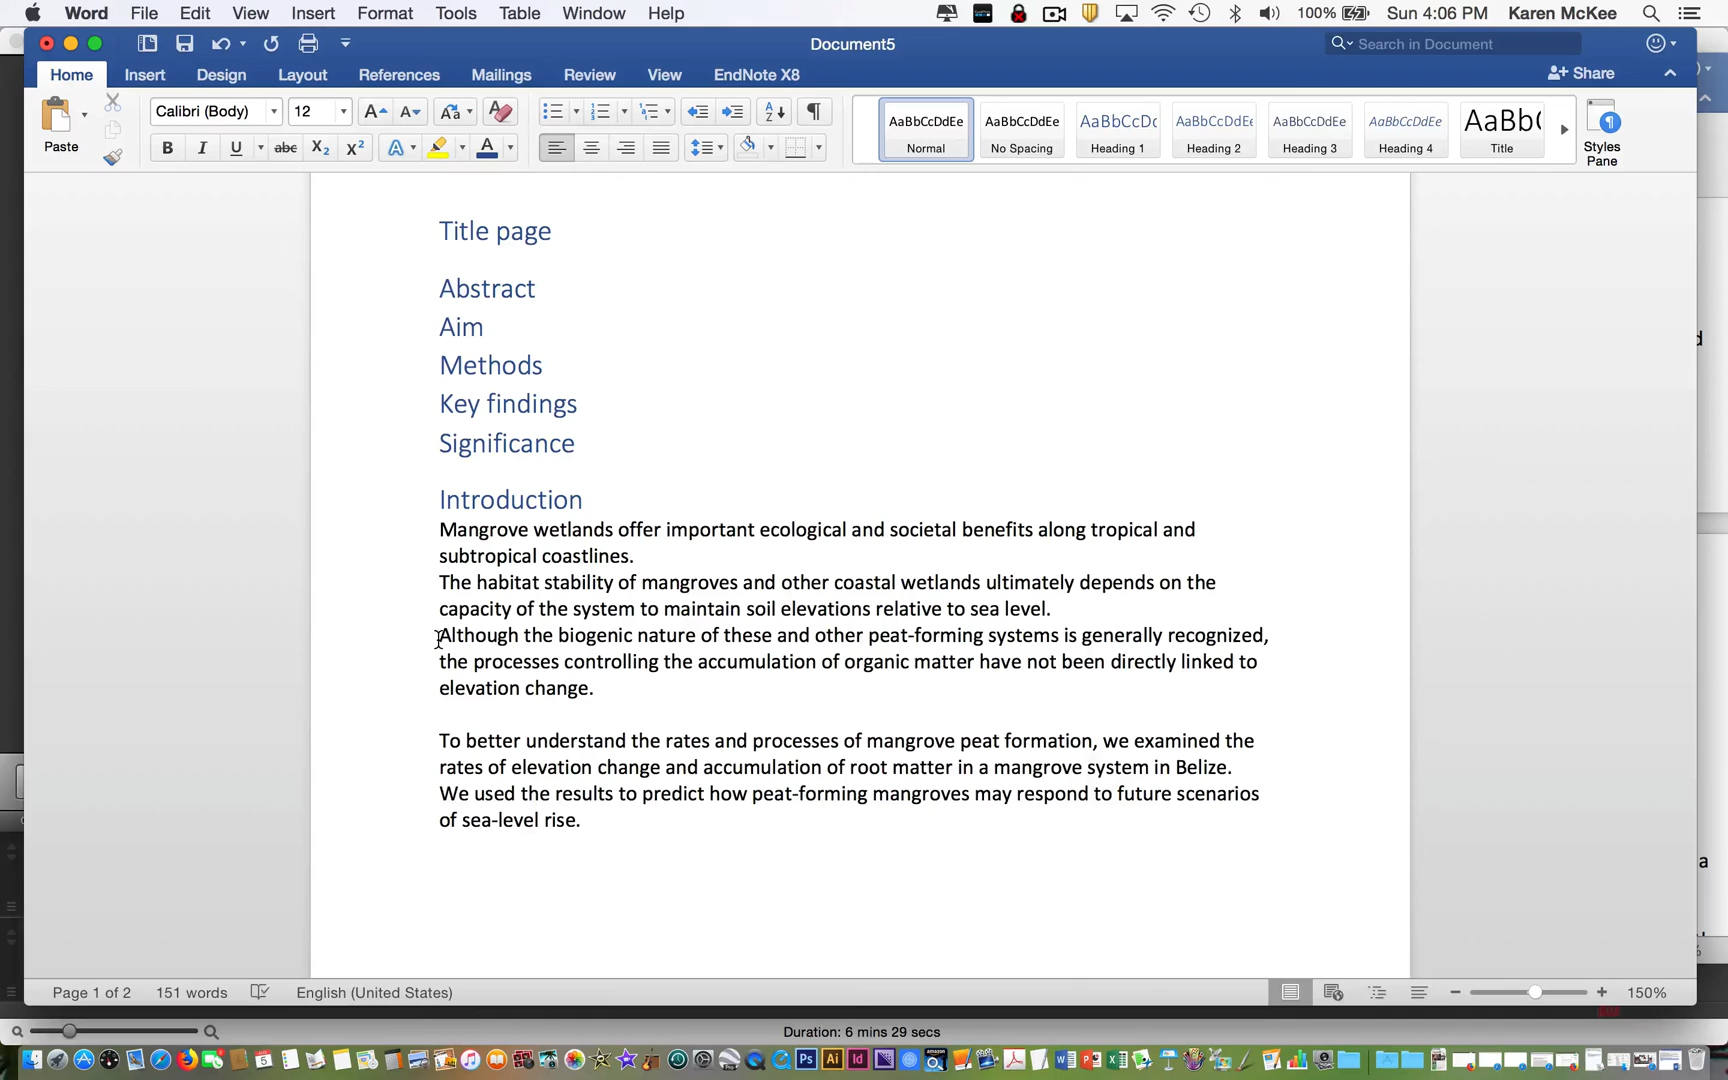 Word File Edit View Insert Format Tools Table Window Help 100% Sun 4:06 PM Karen McKee
Document5
Search in Document
Home Insert Design Layout References Mailings Review View EndNote X8
Share
Calibri (Body) 12
Paste
AaBbCcDdEe AaBbCcDdEe AaBbCcDc AaBbCcDdEe AaBbCcDdEe AaBbCcDdEe AaBb(
Normal No Spacing Heading 1 Heading 2 Heading 3 Heading 4 Title
Styles
Pane
Title page
Abstract
Aim
Methods
Key findings
Significance
Introduction
Mangrove wetlands offer important ecological and societal benefits along tropical and
subtropical coastlines.
The habitat stability of mangroves and other coastal wetlands ultimately depends on the
capacity of the system to maintain soil elevations relative to sea level.
Although the biogenic nature of these and other peat-forming systems is generally recognized,
the processes controlling the accumulation of organic matter have not been directly linked to
elevation change.
To better understand the rates and processes of mangrove peat formation, we examined the
rates of elevation change and accumulation of root matter in a mangrove system in Belize.
We used the results to predict how peat-forming mangroves may respond to future scenarios
of sea-level rise.
Page 1 of 2 151 words English (United States) 150%
Duration: 6 mins 29 secs